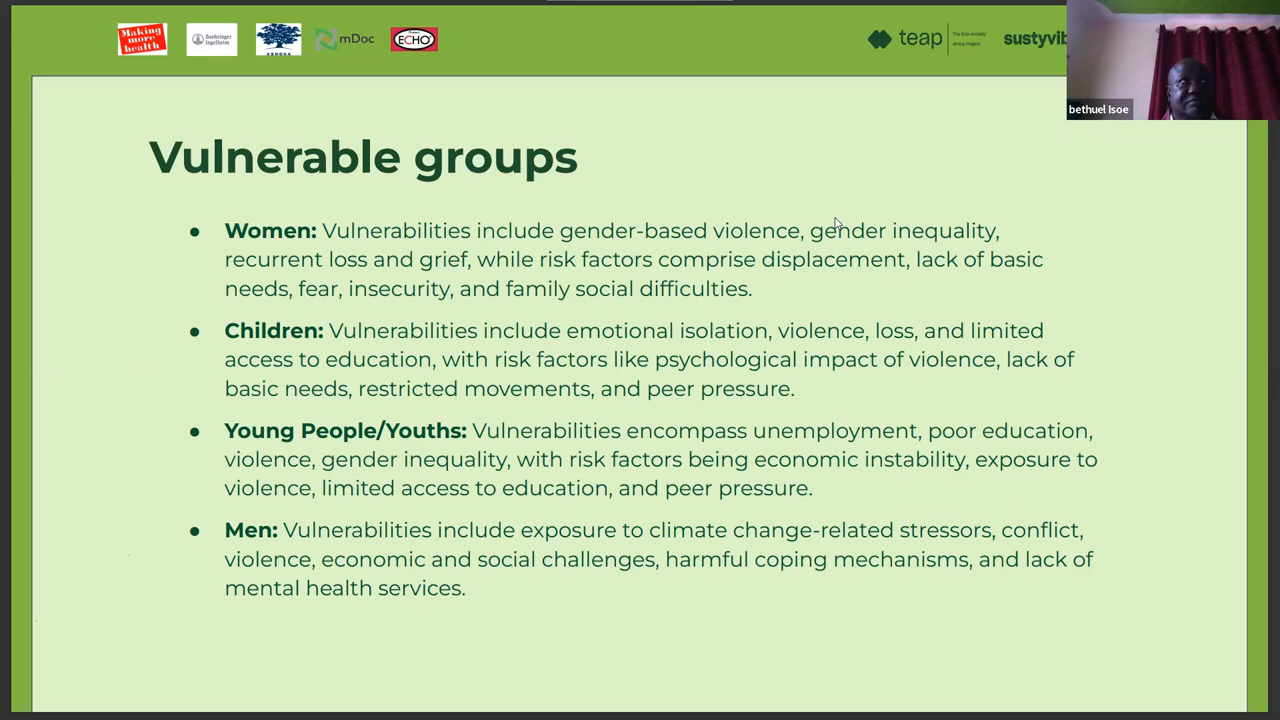 Making
more
health
Boehringer
Ingelheim
ASHOKA
mDoc
ECHO
teap
The Eco-Anxiety
Africa Project
sustyvib
bethuel Isoe
Vulnerable groups
● Women: Vulnerabilities include gender-based violence, gender inequality,
recurrent loss and grief, while risk factors comprise displacement, lack of basic
needs, fear, insecurity, and family social difficulties.
● Children: Vulnerabilities include emotional isolation, violence, loss, and limited
access to education, with risk factors like psychological impact of violence, lack of
basic needs, restricted movements, and peer pressure.
● Young People/Youths: Vulnerabilities encompass unemployment, poor education,
violence, gender inequality, with risk factors being economic instability, exposure to
violence, limited access to education, and peer pressure.
● Men: Vulnerabilities include exposure to climate change-related stressors, conflict,
violence, economic and social challenges, harmful coping mechanisms, and lack of
mental health services.